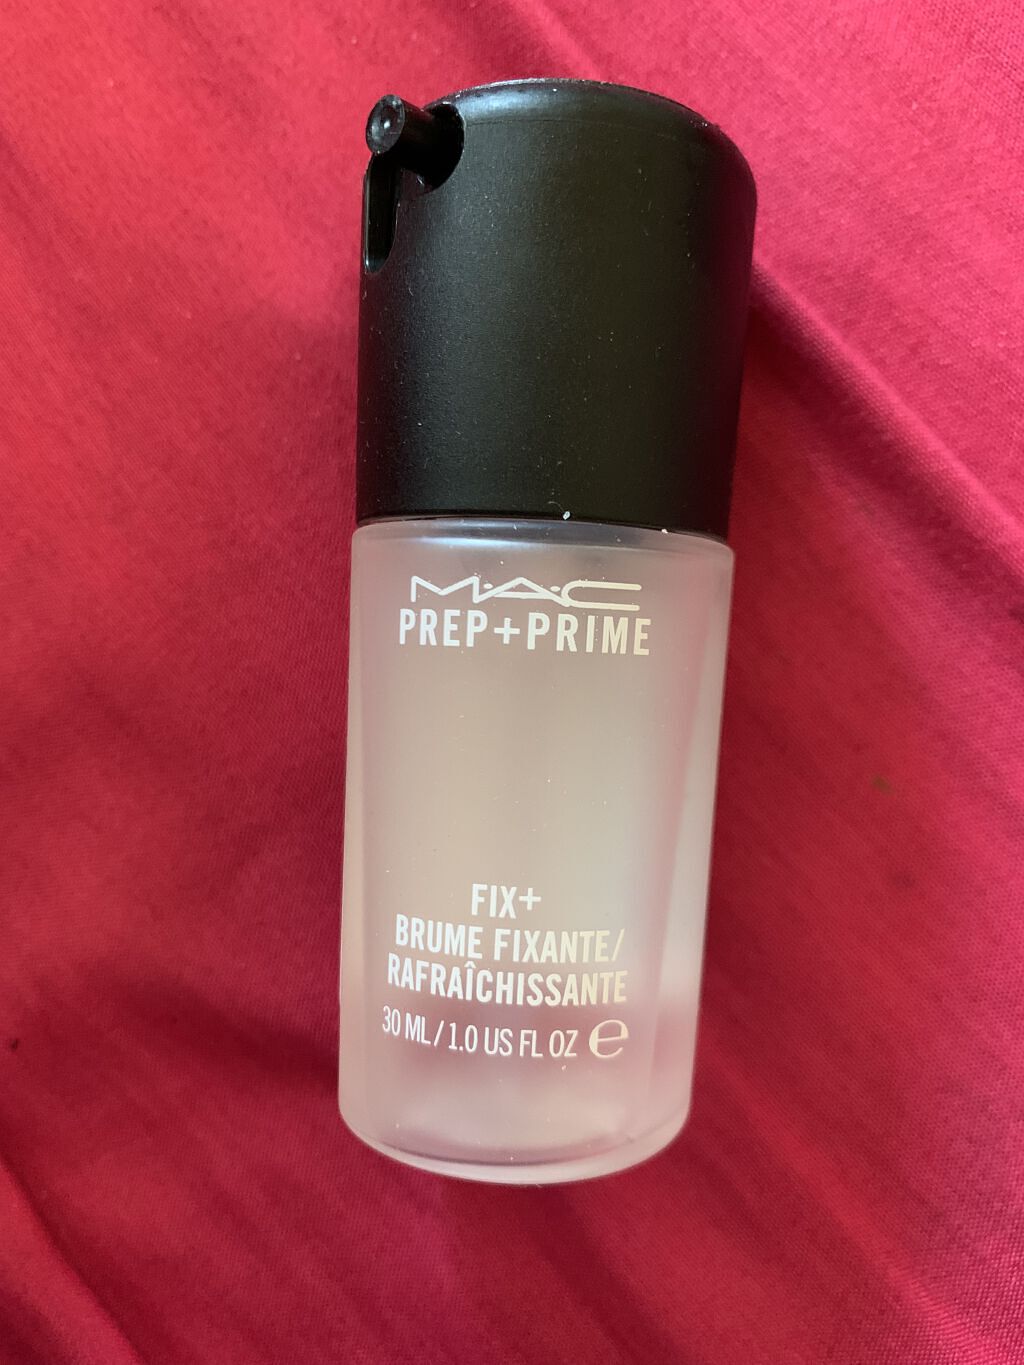 M·A·C
PREP+PRIME
FIX+
BRUME FIXANTE/
RAFRAÎCHISSANTE
30 ML / 1.0 US FL OZ ℮